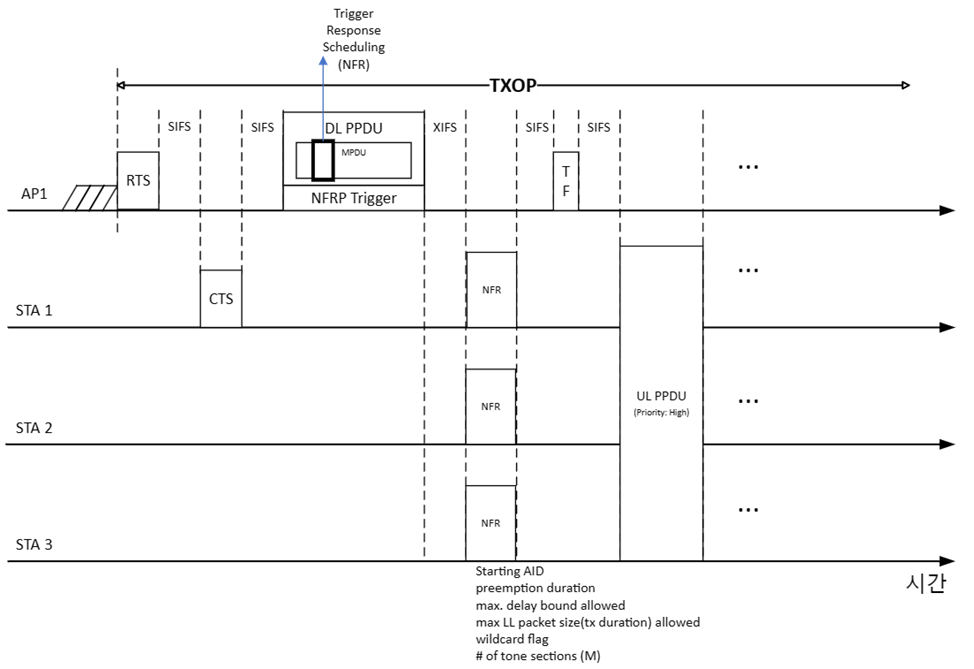 Trigger
Response
Scheduling
(NFR)
TXOP
SIFS
SIFS
DL PPDU
XIFS
SIFS
SIFS
MPDU
RTS
T
F
...
AP1
NFRP Trigger
...
NFR
CTS
STA 1
UL PPDU
(Priority: High)
...
NFR
STA 2
...
NFR
STA 3
Starting AID
preemption duration
max. delay bound allowed
max LL packet size(tx duration) allowed
wildcard flag
# of tone sections (M)
시간